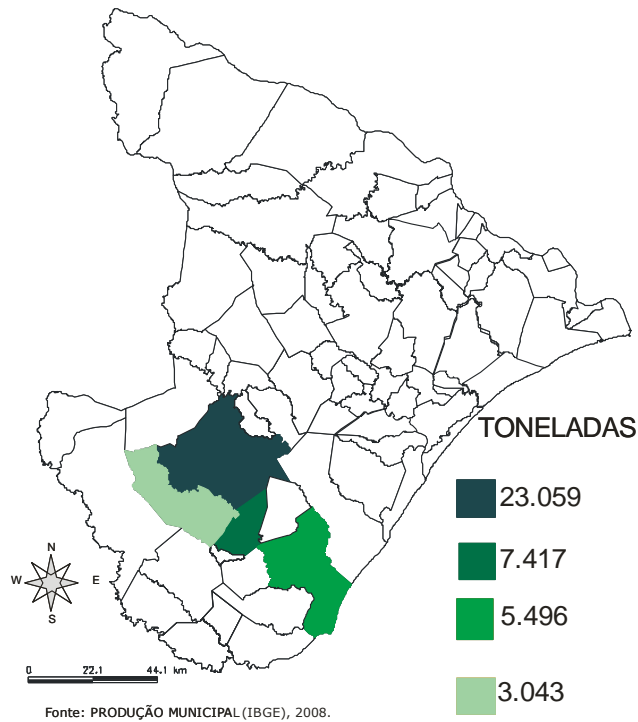 TONELADAS
23.059
7.417
5.496
3.043
N
W E
S
0 22.1 44.1 km
Fonte: PRODUÇÃO MUNICIPAL (IBGE), 2008.